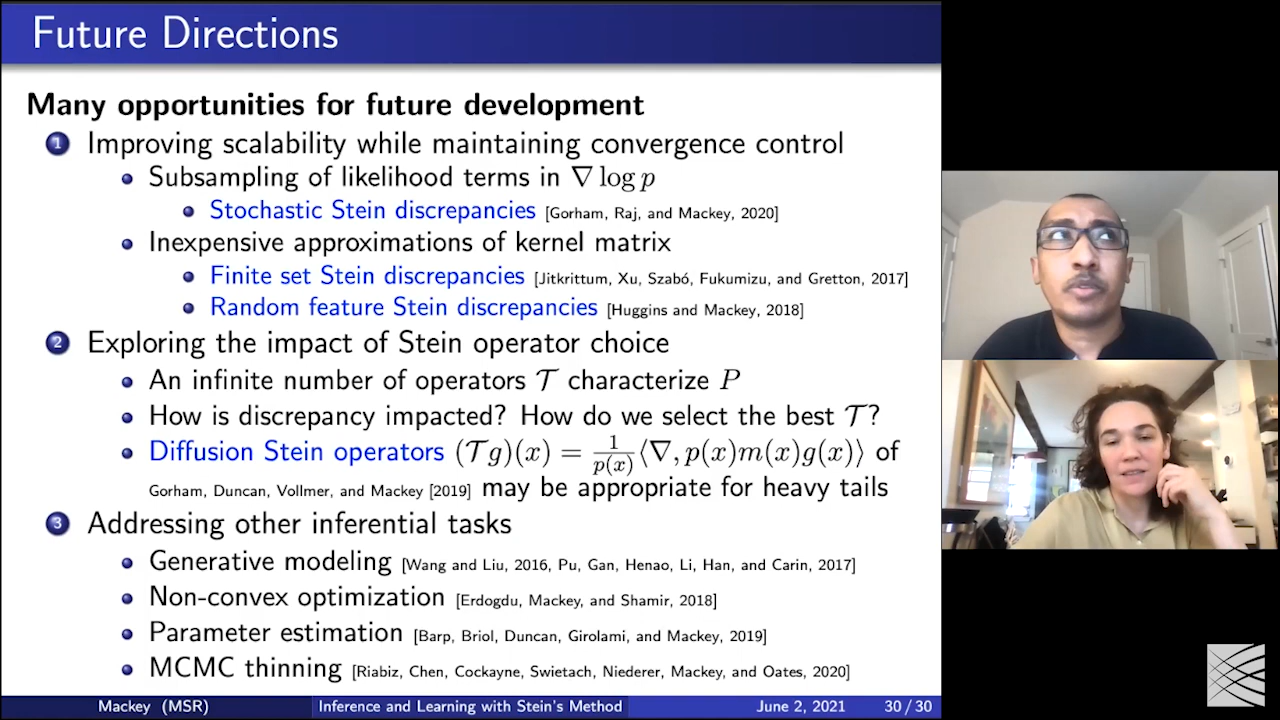 Future Directions
Many opportunities for future development
1 Improving scalability while maintaining convergence control
Subsampling of likelihood terms in ∇ log p
Stochastic Stein discrepancies [Gorham, Raj, and Mackey, 2020]
Inexpensive approximations of kernel matrix
Finite set Stein discrepancies [Jitkrittum, Xu, Szabó, Fukumizu, and Gretton, 2017]
Random feature Stein discrepancies [Huggins and Mackey, 2018]
2 Exploring the impact of Stein operator choice
An infinite number of operators 𝒯 characterize P
How is discrepancy impacted? How do we select the best 𝒯?
Diffusion Stein operators (𝒯g)(x) = 1/p(x) ⟨∇, p(x)m(x)g(x)⟩ of
Gorham, Duncan, Vollmer, and Mackey [2019] may be appropriate for heavy tails
3 Addressing other inferential tasks
Generative modeling [Wang and Liu, 2016, Pu, Gan, Henao, Li, Han, and Carin, 2017]
Non-convex optimization [Erdogdu, Mackey, and Shamir, 2018]
Parameter estimation [Barp, Briol, Duncan, Girolami, and Mackey, 2019]
MCMC thinning [Riabiz, Chen, Cockayne, Swietach, Niederer, Mackey, and Oates, 2020]
Mackey (MSR) Inference and Learning with Stein's Method June 2, 2021 30 / 30